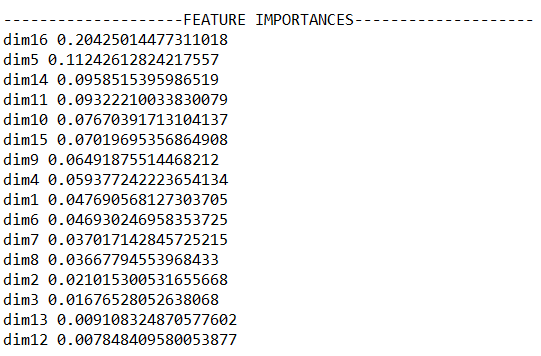 --------------------FEATURE IMPORTANCES--------------------
dim16 0.20425014477311018
dim5 0.11242612824217557
dim14 0.0958515395986519
dim11 0.09322210033830079
dim10 0.07670391713104137
dim15 0.07019695356864908
dim9 0.06491875514468212
dim4 0.059377242223654134
dim1 0.047690568127303705
dim6 0.046930246958353725
dim7 0.037017142845725215
dim8 0.03667794553968433
dim2 0.021015300531655668
dim3 0.01676528052638068
dim13 0.009108324870577602
dim12 0.007848409580053877